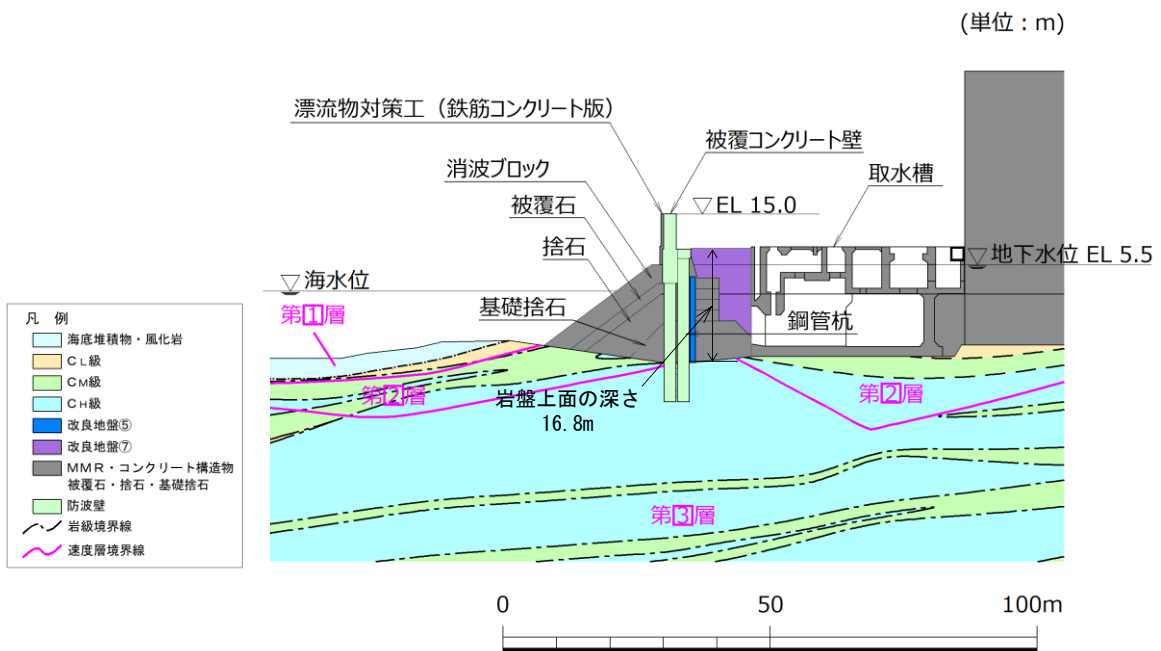 (単位：m)
漂流物対策工（鉄筋コンクリート版）
被覆コンクリート壁
消波ブロック
取水槽
被覆石
EL 15.0
捨石
地下水位 EL 5.5
海水位
基礎捨石
第1層
鋼管杭
第2層
第2層
岩盤上面の深さ
16.8m
第3層
凡 例
海底堆積物・風化岩
CL級
CM級
CH級
改良地盤⑤
改良地盤⑦
MMR・コンクリート構造物
被覆石・捨石・基礎捨石
防波壁
岩級境界線
速度層境界線
0 50 100m